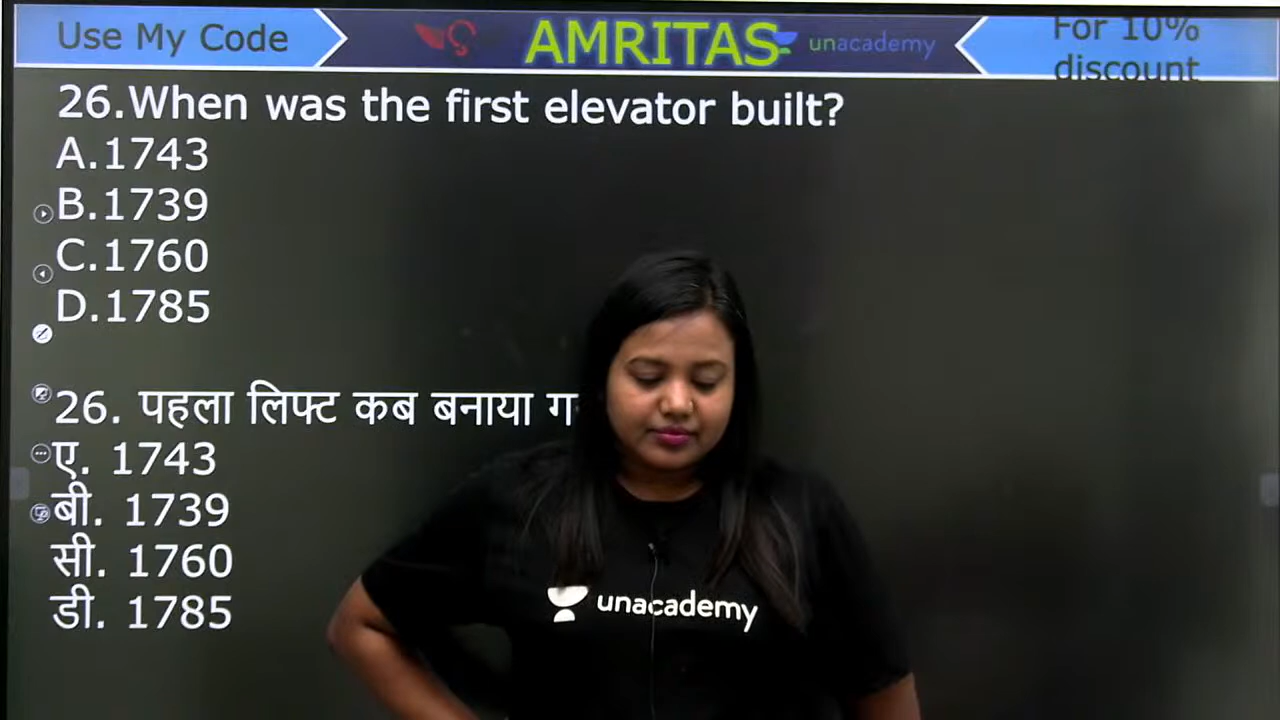 Use My Code
AMRITAS
unacademy
For 10%
discount
26.When was the first elevator built?
A.1743
B.1739
C.1760
D.1785
26. पहला लिफ्ट कब बनाया
ए. 1743
बी. 1739
सी. 1760
डी. 1785
unacademy